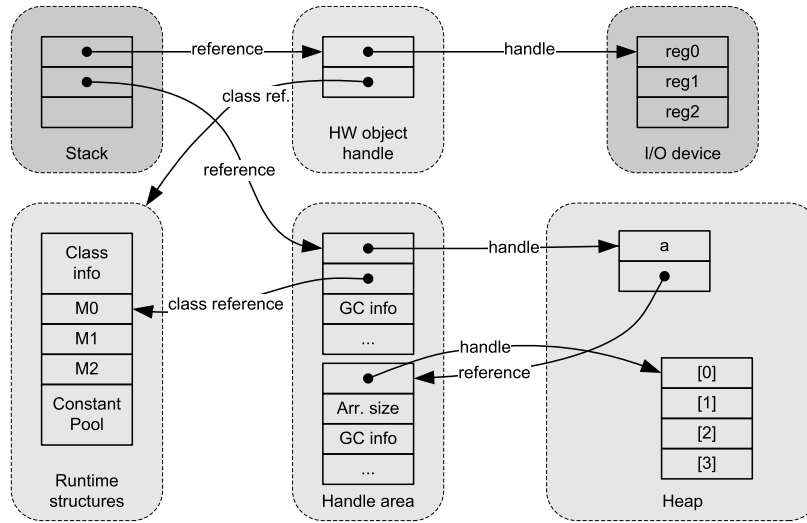 reference
handle
reg0
reg1
reg2
class ref.
Stack
HW object
handle
I/O device
reference
Class
info
M0
M1
M2
Constant
Pool
Runtime
structures
class reference
GC info
...
Arr. size
GC info
...
Handle area
handle
a
handle
reference
[0]
[1]
[2]
[3]
Heap